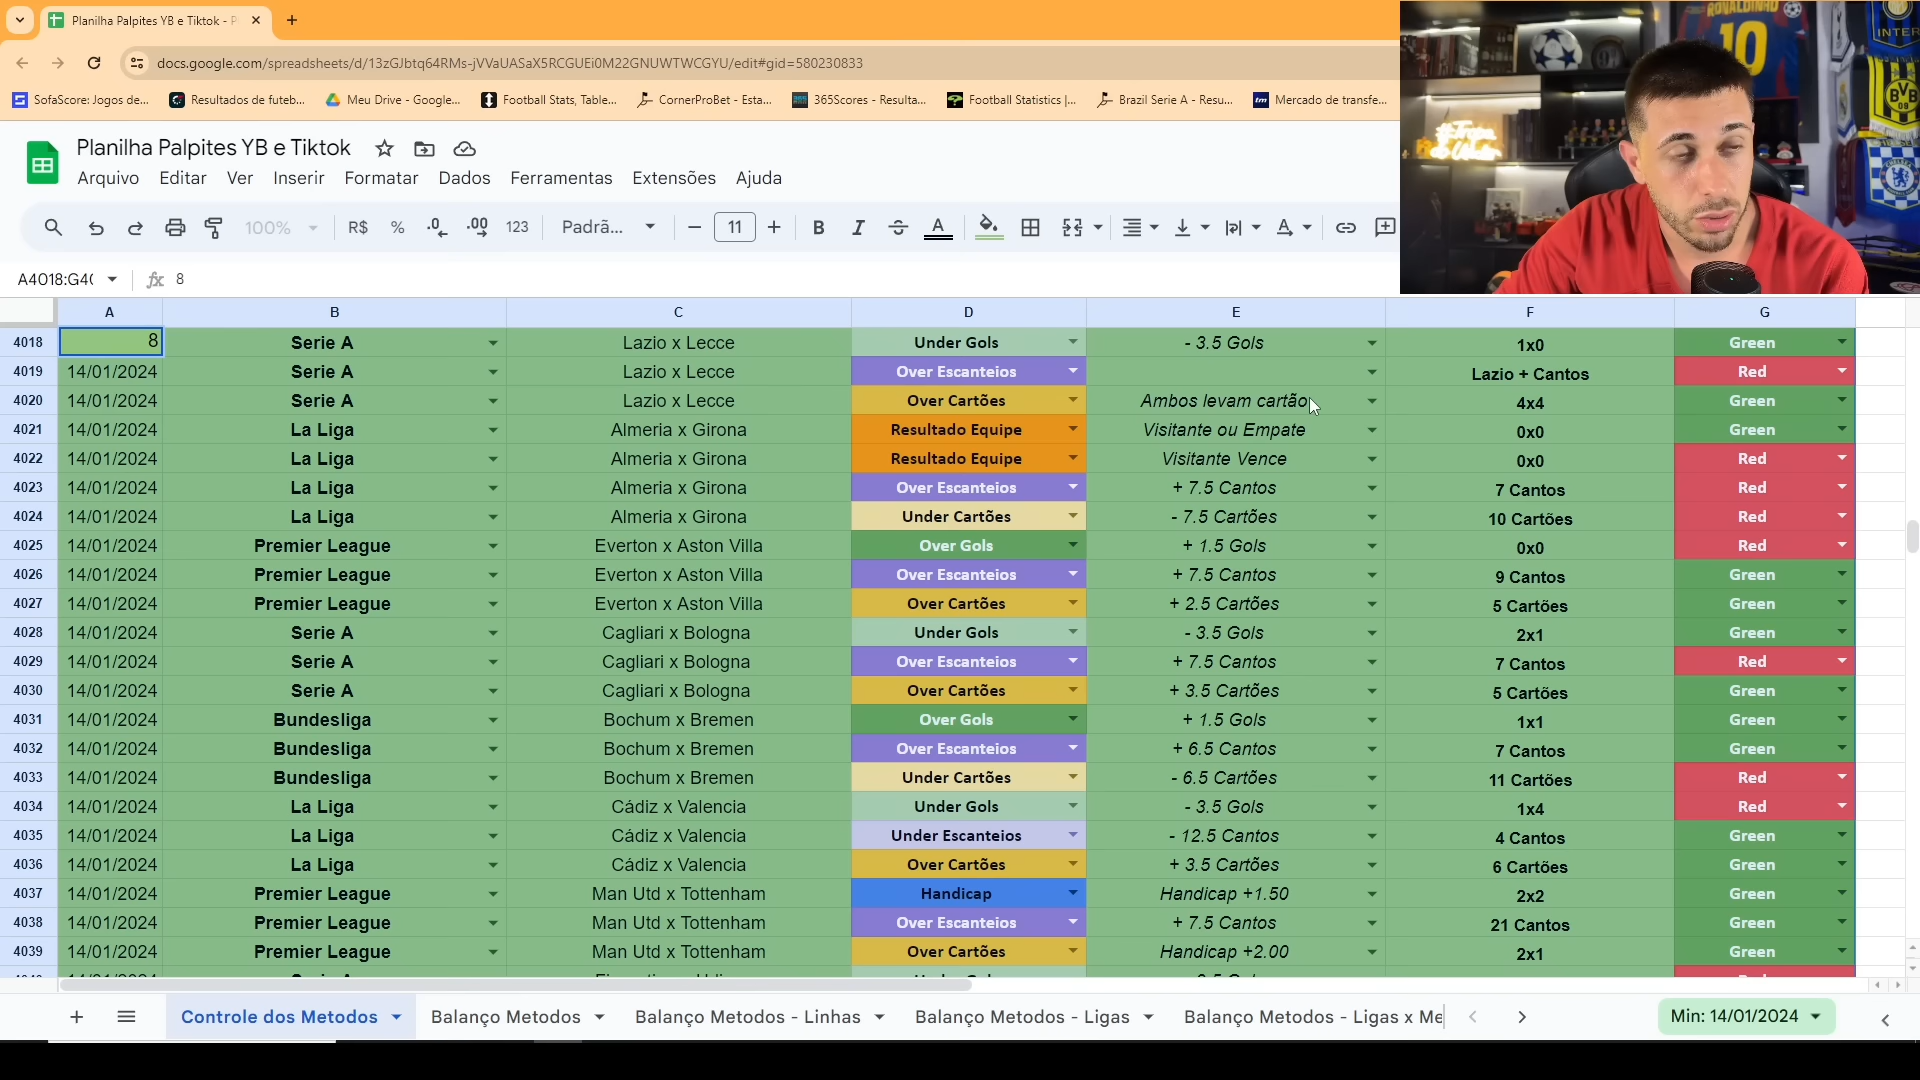 Planilha Palpites YB e Tiktok - P
docs.google.com/spreadsheets/d/13zGJbtq64RMs-jVVaUASaX5RCGUEi0M22GNUWTWCGYU/edit#gid=580230833
SofaScore: Jogos de...
Resultados de futeb...
Meu Drive - Google...
Football Stats, Table...
CornerProBet - Esta...
365Scores - Resulta...
Football Statistics |...
Brazil Serie A - Resu...
Mercado de transfe...
RONALDINHO
10
INTER
BVB
09
Planilha Palpites YB e Tiktok
Arquivo Editar Ver Inserir Formatar Dados Ferramentas Extensões Ajuda
100% R$ % .0 .00 123 Padrã... 11 B I A
A4018:G4( fx 8
A B C D E F G
4018 8 Serie A Lazio x Lecce Under Gols - 3.5 Gols 1x0 Green
4019 14/01/2024 Serie A Lazio x Lecce Over Escanteios Lazio + Cantos Red
4020 14/01/2024 Serie A Lazio x Lecce Over Cartões Ambos levam cartão 4x4 Green
4021 14/01/2024 La Liga Almeria x Girona Resultado Equipe Visitante ou Empate 0x0 Green
4022 14/01/2024 La Liga Almeria x Girona Resultado Equipe Visitante Vence 0x0 Red
4023 14/01/2024 La Liga Almeria x Girona Over Escanteios + 7.5 Cantos 7 Cantos Red
4024 14/01/2024 La Liga Almeria x Girona Under Cartões - 7.5 Cartões 10 Cartões Red
4025 14/01/2024 Premier League Everton x Aston Villa Over Gols + 1.5 Gols 0x0 Red
4026 14/01/2024 Premier League Everton x Aston Villa Over Escanteios + 7.5 Cantos 9 Cantos Green
4027 14/01/2024 Premier League Everton x Aston Villa Over Cartões + 2.5 Cartões 5 Cartões Green
4028 14/01/2024 Serie A Cagliari x Bologna Under Gols - 3.5 Gols 2x1 Green
4029 14/01/2024 Serie A Cagliari x Bologna Over Escanteios + 7.5 Cantos 7 Cantos Red
4030 14/01/2024 Serie A Cagliari x Bologna Over Cartões + 3.5 Cartões 5 Cartões Green
4031 14/01/2024 Bundesliga Bochum x Bremen Over Gols + 1.5 Gols 1x1 Green
4032 14/01/2024 Bundesliga Bochum x Bremen Over Escanteios + 6.5 Cantos 7 Cantos Green
4033 14/01/2024 Bundesliga Bochum x Bremen Under Cartões - 6.5 Cartões 11 Cartões Red
4034 14/01/2024 La Liga Cádiz x Valencia Under Gols - 3.5 Gols 1x4 Red
4035 14/01/2024 La Liga Cádiz x Valencia Under Escanteios - 12.5 Cantos 4 Cantos Green
4036 14/01/2024 La Liga Cádiz x Valencia Over Cartões + 3.5 Cartões 6 Cartões Green
4037 14/01/2024 Premier League Man Utd x Tottenham Handicap Handicap +1.50 2x2 Green
4038 14/01/2024 Premier League Man Utd x Tottenham Over Escanteios + 7.5 Cantos 21 Cantos Green
4039 14/01/2024 Premier League Man Utd x Tottenham Over Cartões Handicap +2.00 2x1 Green
Controle dos Metodos Balanço Metodos Balanço Metodos - Linhas Balanço Metodos - Ligas Balanço Metodos - Ligas x Me Min: 14/01/2024